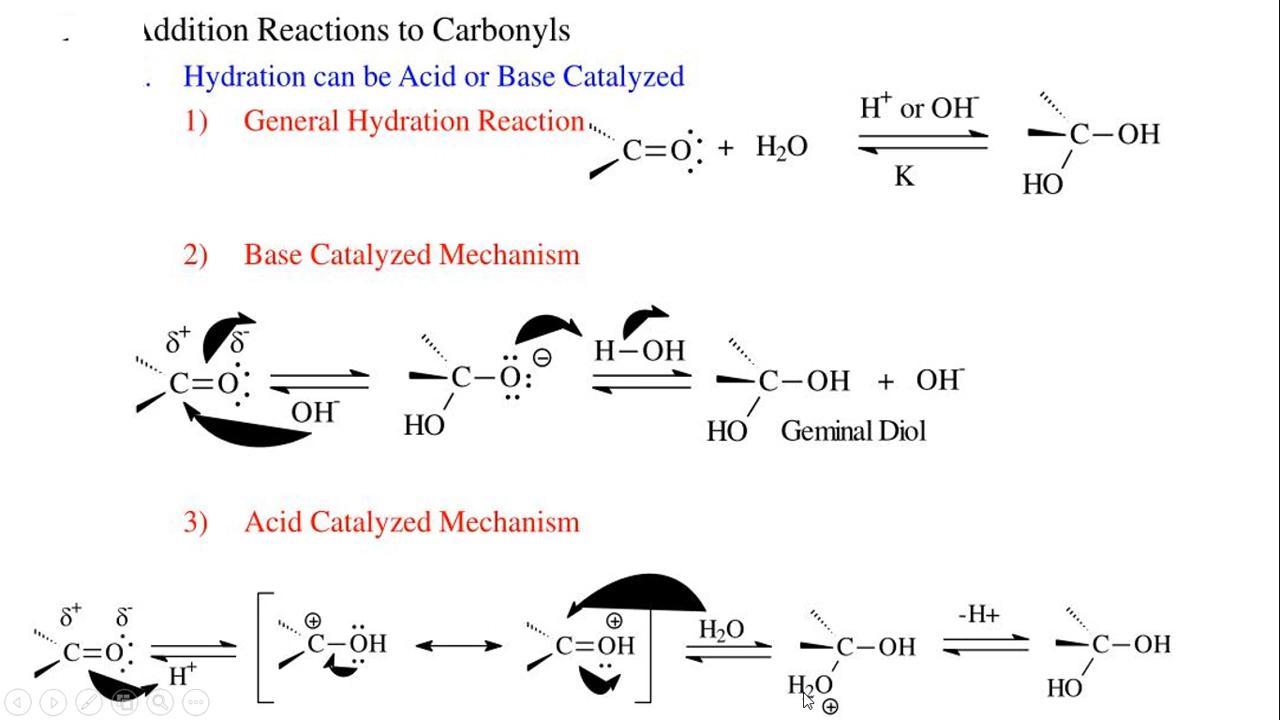 Addition Reactions to Carbonyls
. Hydration can be Acid or Base Catalyzed
1) General Hydration Reaction
C=O + H₂O
H⁺ or OH⁻
K
C–OH
HO
2) Base Catalyzed Mechanism
δ⁺ δ⁻
C=O
OH⁻
C–O: ⊖
HO
H–OH
C–OH + OH⁻
HO Geminal Diol
3) Acid Catalyzed Mechanism
δ⁺ δ⁻
C=O
H⁺
⊕
C–OH
⊕
C=OH
H₂O
C–OH
H₂O
⊕
-H+
C–OH
HO